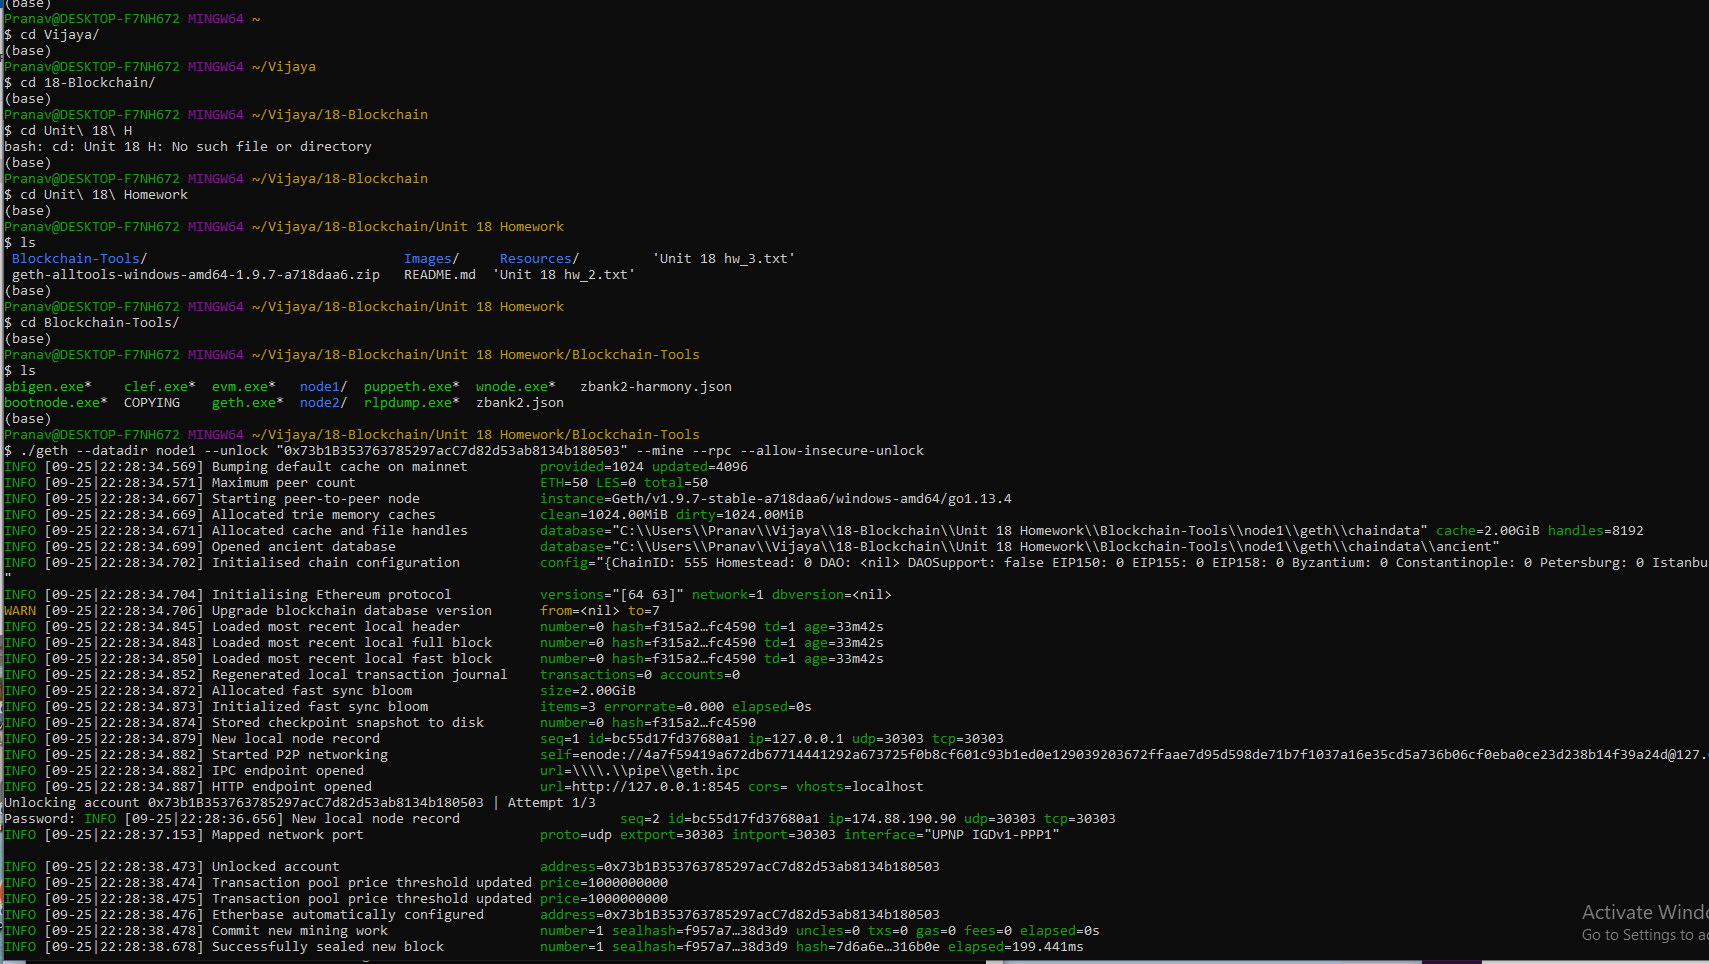 (base)
Pranav@DESKTOP-F7NH672 MINGW64 ~
$ cd Vijaya/
(base)
Pranav@DESKTOP-F7NH672 MINGW64 ~/Vijaya
$ cd 18-Blockchain/
(base)
Pranav@DESKTOP-F7NH672 MINGW64 ~/Vijaya/18-Blockchain
$ cd Unit\ 18\ H
bash: cd: Unit 18 H: No such file or directory
(base)
Pranav@DESKTOP-F7NH672 MINGW64 ~/Vijaya/18-Blockchain
$ cd Unit\ 18\ Homework
(base)
Pranav@DESKTOP-F7NH672 MINGW64 ~/Vijaya/18-Blockchain/Unit 18 Homework
$ ls
Blockchain-Tools/ Images/ Resources/ 'Unit 18 hw_3.txt'
geth-alltools-windows-amd64-1.9.7-a718daa6.zip README.md 'Unit 18 hw_2.txt'
(base)
Pranav@DESKTOP-F7NH672 MINGW64 ~/Vijaya/18-Blockchain/Unit 18 Homework
$ cd Blockchain-Tools/
(base)
Pranav@DESKTOP-F7NH672 MINGW64 ~/Vijaya/18-Blockchain/Unit 18 Homework/Blockchain-Tools
$ ls
abigen.exe* clef.exe* evm.exe* node1/ puppeth.exe* wnode.exe* zbank2-harmony.json
bootnode.exe* COPYING geth.exe* node2/ rlpdump.exe* zbank2.json
(base)
Pranav@DESKTOP-F7NH672 MINGW64 ~/Vijaya/18-Blockchain/Unit 18 Homework/Blockchain-Tools
$ ./geth --datadir node1 --unlock "0x73b1B353763785297acC7d82d53ab8134b180503" --mine --rpc --allow-insecure-unlock
INFO [09-25|22:28:34.569] Bumping default cache on mainnet provided=1024 updated=4096
INFO [09-25|22:28:34.571] Maximum peer count ETH=50 LES=0 total=50
INFO [09-25|22:28:34.667] Starting peer-to-peer node instance=Geth/v1.9.7-stable-a718daa6/windows-amd64/go1.13.4
INFO [09-25|22:28:34.669] Allocated trie memory caches clean=1024.00MiB dirty=1024.00MiB
INFO [09-25|22:28:34.671] Allocated cache and file handles database="C:\\Users\\Pranav\\Vijaya\\18-Blockchain\\Unit 18 Homework\\Blockchain-Tools\\node1\\geth\\chaindata" cache=2.00GiB handles=8192
INFO [09-25|22:28:34.699] Opened ancient database database="C:\\Users\\Pranav\\Vijaya\\18-Blockchain\\Unit 18 Homework\\Blockchain-Tools\\node1\\geth\\chaindata\\ancient"
INFO [09-25|22:28:34.702] Initialised chain configuration config="{ChainID: 555 Homestead: 0 DAO: <nil> DAOSupport: false EIP150: 0 EIP155: 0 EIP158: 0 Byzantium: 0 Constantinople: 0 Petersburg: 0 Istanbu
"
INFO [09-25|22:28:34.704] Initialising Ethereum protocol versions="[64 63]" network=1 dbversion=<nil>
WARN [09-25|22:28:34.706] Upgrade blockchain database version from=<nil> to=7
INFO [09-25|22:28:34.845] Loaded most recent local header number=0 hash=f315a2…fc4590 td=1 age=33m42s
INFO [09-25|22:28:34.848] Loaded most recent local full block number=0 hash=f315a2…fc4590 td=1 age=33m42s
INFO [09-25|22:28:34.850] Loaded most recent local fast block number=0 hash=f315a2…fc4590 td=1 age=33m42s
INFO [09-25|22:28:34.852] Regenerated local transaction journal transactions=0 accounts=0
INFO [09-25|22:28:34.872] Allocated fast sync bloom size=2.00GiB
INFO [09-25|22:28:34.873] Initialized fast sync bloom items=3 errorrate=0.000 elapsed=0s
INFO [09-25|22:28:34.874] Stored checkpoint snapshot to disk number=0 hash=f315a2…fc4590
INFO [09-25|22:28:34.879] New local node record seq=1 id=bc55d17fd37680a1 ip=127.0.0.1 udp=30303 tcp=30303
INFO [09-25|22:28:34.882] Started P2P networking self=enode://4a7f59419a672db67714441292a673725f0b8cf601c93b1ed0e129039203672ffaae7d95d598de71b7f1037a16e35cd5a736b06cf0eba0ce23d238b14f39a24d@127.
INFO [09-25|22:28:34.882] IPC endpoint opened url=\\\\.\\pipe\\geth.ipc
INFO [09-25|22:28:34.887] HTTP endpoint opened url=http://127.0.0.1:8545 cors= vhosts=localhost
Unlocking account 0x73b1B353763785297acC7d82d53ab8134b180503 | Attempt 1/3
Password: INFO [09-25|22:28:36.656] New local node record seq=2 id=bc55d17fd37680a1 ip=174.88.190.90 udp=30303 tcp=30303
INFO [09-25|22:28:37.153] Mapped network port proto=udp extport=30303 intport=30303 interface="UPNP IGDv1-PPP1"
INFO [09-25|22:28:38.473] Unlocked account address=0x73b1B353763785297acC7d82d53ab8134b180503
INFO [09-25|22:28:38.474] Transaction pool price threshold updated price=1000000000
INFO [09-25|22:28:38.475] Transaction pool price threshold updated price=1000000000
INFO [09-25|22:28:38.476] Etherbase automatically configured address=0x73b1B353763785297acC7d82d53ab8134b180503
INFO [09-25|22:28:38.478] Commit new mining work number=1 sealhash=f957a7…38d3d9 uncles=0 txs=0 gas=0 fees=0 elapsed=0s
INFO [09-25|22:28:38.678] Successfully sealed new block number=1 sealhash=f957a7…38d3d9 hash=7d6a6e…316b0e elapsed=199.441ms
Activate Windo
Go to Settings to a